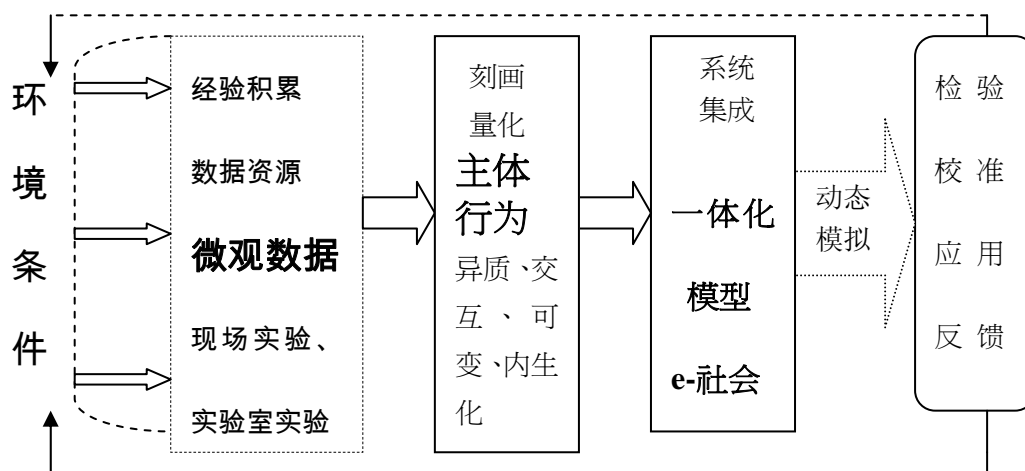 环
境
条
件
经验积累
数据资源
微观数据
现场实验、
实验室实验
刻画
量化
主体
行为
异质、交
互、可
变、内生
化
系统
集成
一体化
模型
e-社会
动态
模拟
检验
校准
应用
反馈